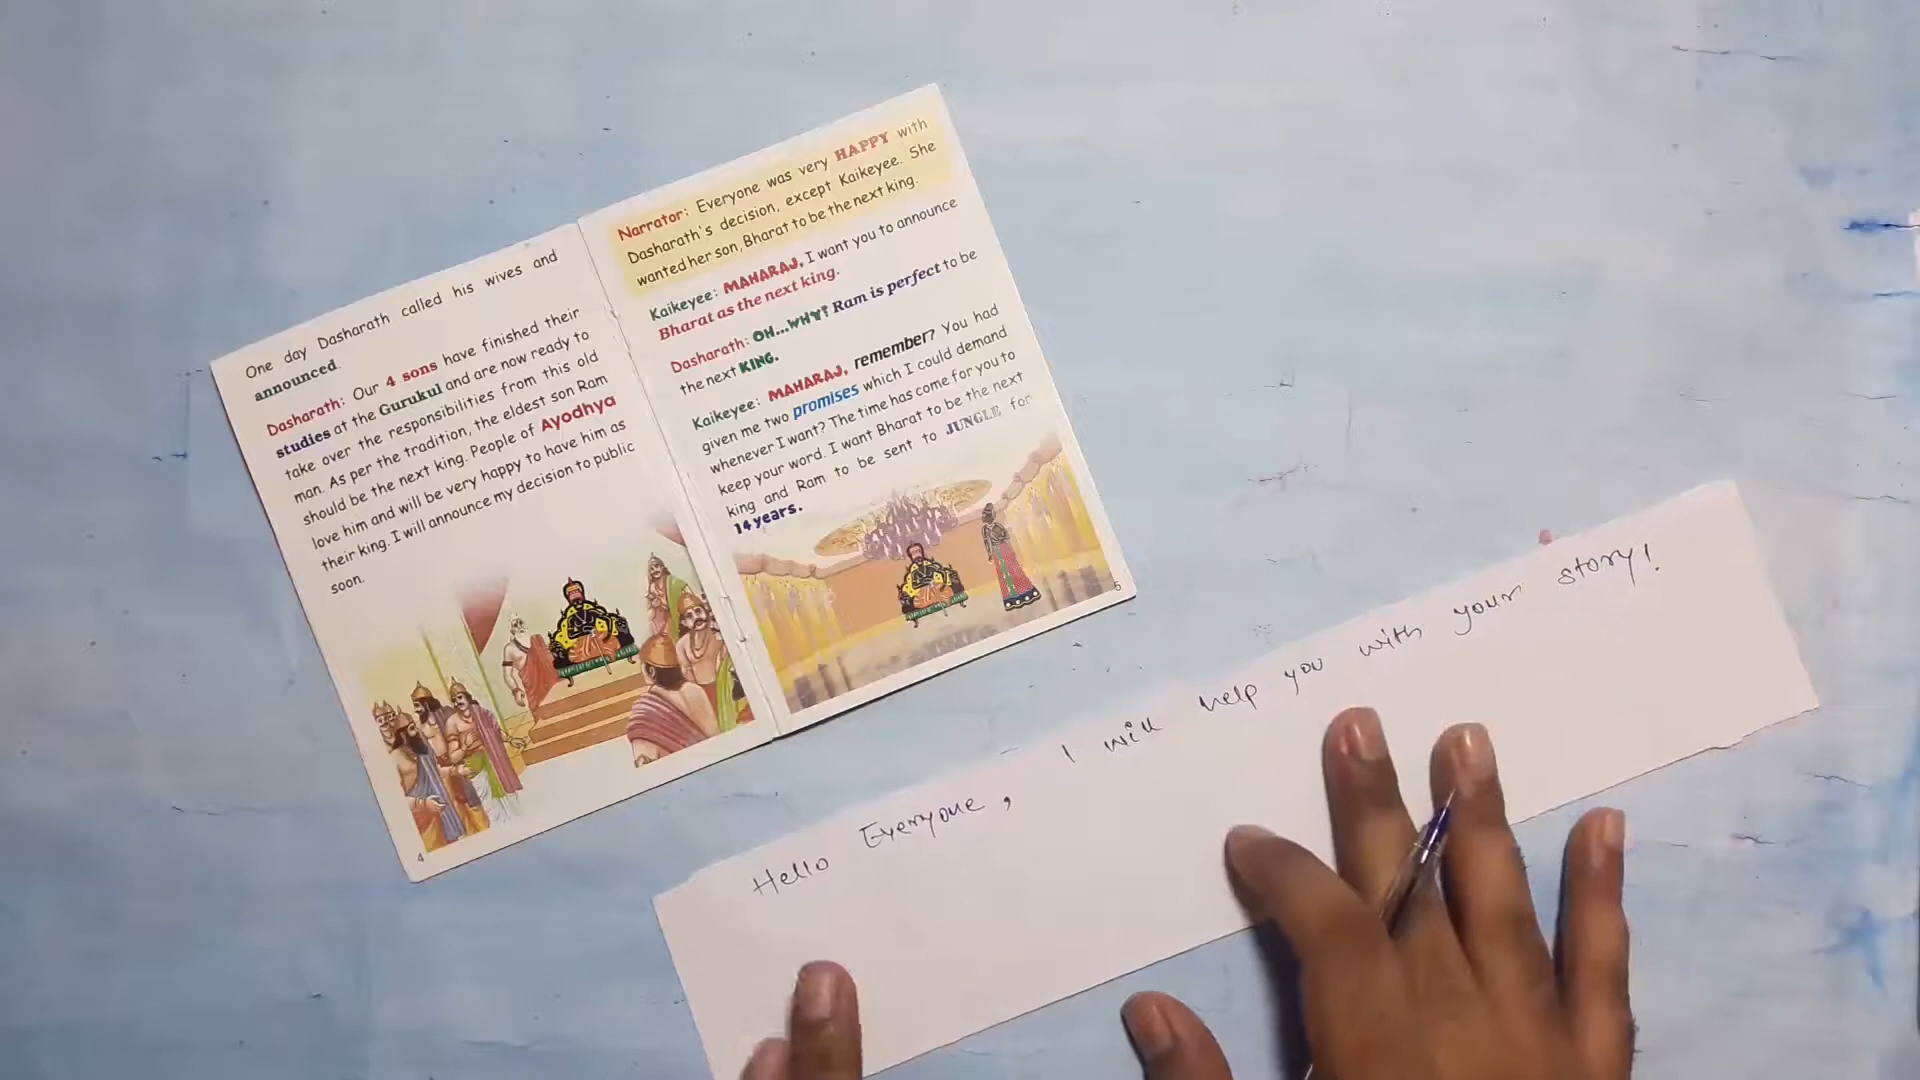 One day Dasharath called his wives and
announced.
Dasharath: Our 4 sons have finished their
studies at the Gurukul and are now ready to
take over the responsibilities from this old
man. As per the tradition, the eldest son Ram
should be the next king. People of Ayodhya
love him and will be very happy to have him as
their king. I will announce my decision to public
soon.
4
Narrator: Everyone was very HAPPY with
Dasharath's decision, except Kaikeyee. She
wanted her son, Bharat to be the next king.
Kaikeyee: MAHARAJ, I want you to announce
Bharat as the next king.
Dasharath: OH...WHY? Ram is perfect to be
the next KING.
Kaikeyee: MAHARAJ, remember? You had
given me two promises which I could demand
whenever I want? The time has come for you to
keep your word. I want Bharat to be the next
king and Ram to be sent to JUNGLE for
14 years.
5
Hello Everyone, I will help you with your story!